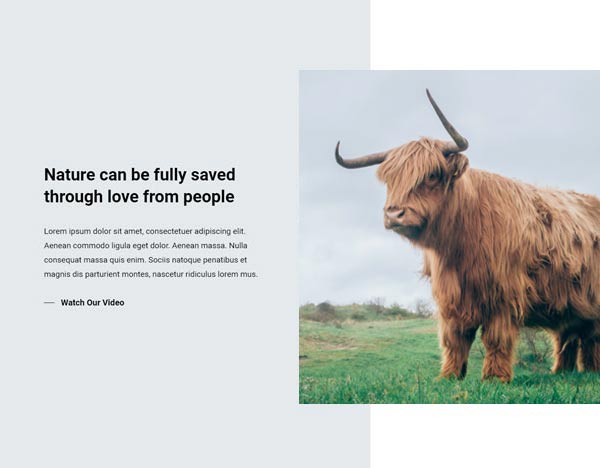 Nature can be fully saved
through love from people
Lorem ipsum dolor sit amet, consectetuer adipiscing elit.
Aenean commodo ligula eget dolor. Aenean massa. Nulla
consequat massa quis enim. Sociis natoque penatibus et
magnis dis parturient montes, nascetur ridiculus lorem mus.
Watch Our Video